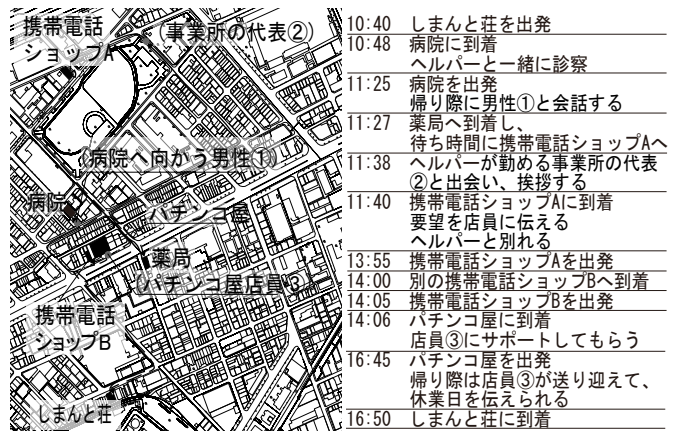 携帯電話
ショップA
(事業所の代表②)
(病院へ向かう男性①)
病院
パチンコ屋
薬局
(パチンコ屋店員③
携帯電話
ショップB
しまんと荘
10:40 しまんと荘を出発
10:48 病院に到着
ヘルパーと一緒に診察
11:25 病院を出発
帰り際に男性①と会話する
11:27 薬局へ到着し、
待ち時間に携帯電話ショップAへ
11:38 ヘルパーが勤める事業所の代表
②と出会い、挨拶する
11:40 携帯電話ショップAに到着
要望を店員に伝える
ヘルパーと別れる
13:55 携帯電話ショップAを出発
14:00 別の携帯電話ショップBへ到着
14:05 携帯電話ショップBを出発
14:06 パチンコ屋に到着
店員③にサポートしてもらう
16:45 パチンコ屋を出発
帰り際は店員③が送り迎えて、
休業日を伝えられる
16:50 しまんと荘に到着